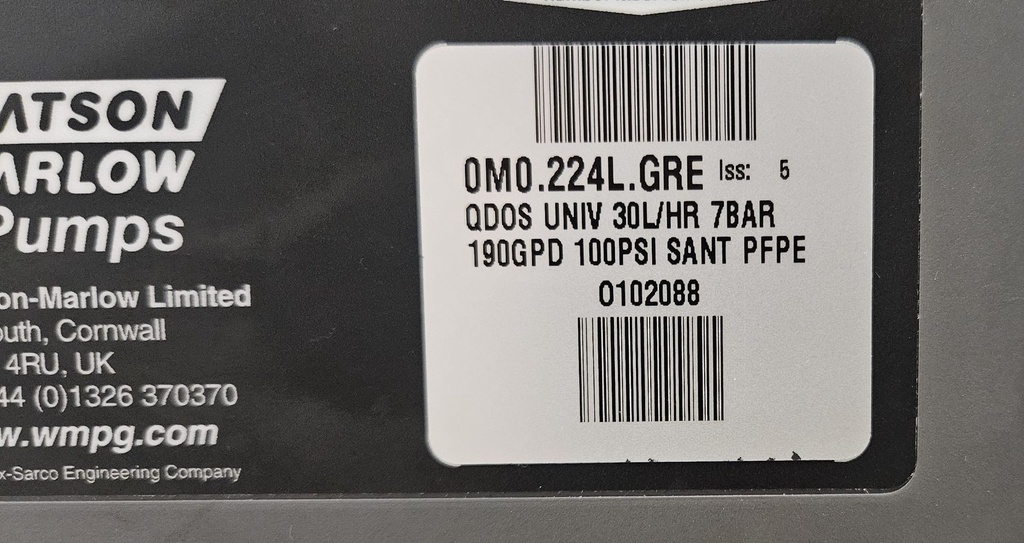 ATSON
ARLOW
Pumps
on-Marlow Limited
outh, Cornwall
4RU, UK
44 (0)1326 370370
w.wmpg.com
x-Sarco Engineering Company
0M0.224L.GRE Iss: 5
QDOS UNIV 30L/HR 7BAR
190GPD 100PSI SANT PFPE
0102088